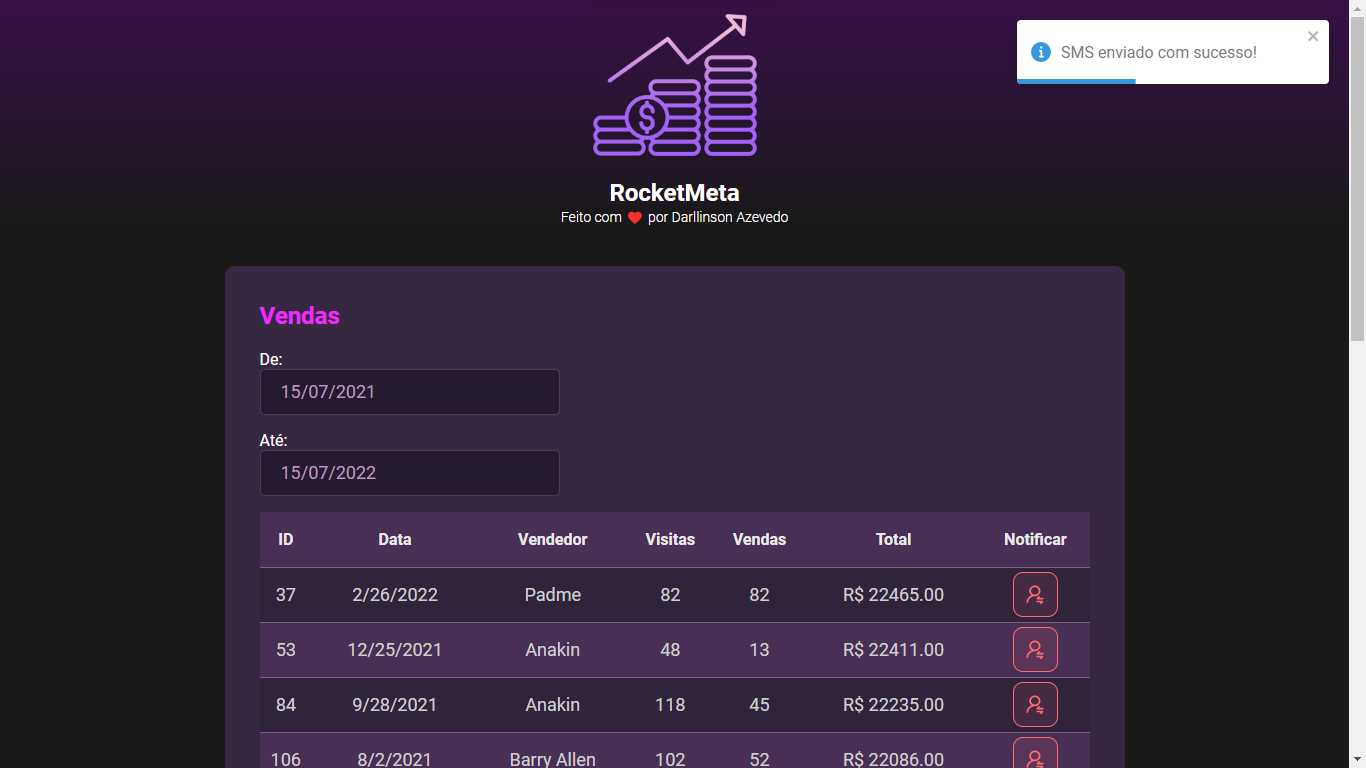 SMS enviado com sucesso!
RocketMeta
Feito com ❤ por Darllinson Azevedo
Vendas
De:
15/07/2021
Até:
15/07/2022
ID Data Vendedor Visitas Vendas Total Notificar
37 2/26/2022 Padme 82 82 R$ 22465.00
53 12/25/2021 Anakin 48 13 R$ 22411.00
84 9/28/2021 Anakin 118 45 R$ 22235.00
106 8/2/2021 Barry Allen 102 52 R$ 22086.00